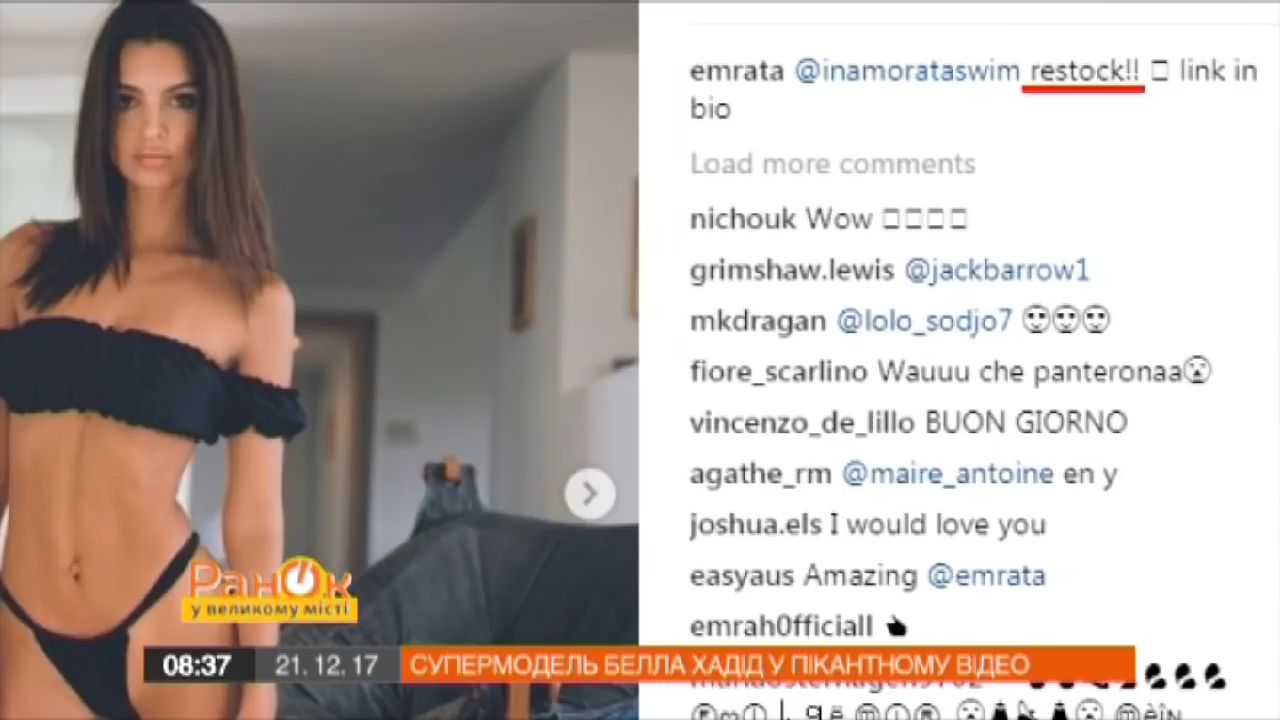 emrata @inamorataswim restock!! link in
bio
Load more comments
nichouk Wow
grimshaw.lewis @jackbarrow1
mkdragan @lolo_sodjo7
fiore_scarlino Wauuu che panteronaa
vincenzo_de_lillo BUON GIORNO
agathe_rm @maire_antoine en y
joshua.els I would love you
easyaus Amazing @emrata
emrah0fficiall
РанОк
у великому місті
08:37 21. 12. 17 СУПЕРМОДЕЛЬ БЕЛЛА ХАДІД У ПІКАНТНОМУ ВІДЕО